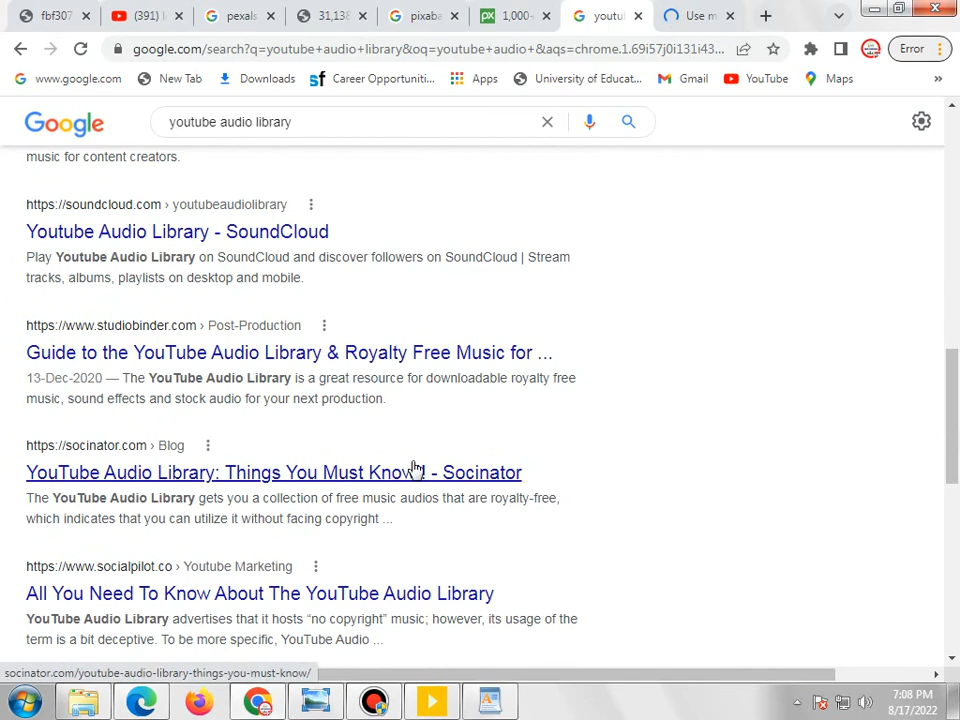 fbf307
(391) l
pexals
31,138
pixaba
1,000+
youtu
Use m
google.com/search?q=youtube+audio+library&oq=youtube+audio+&aqs=chrome.1.69i57j0i131i43...
Error
www.google.com
New Tab
Downloads
Career Opportuniti...
Apps
University of Educat...
Gmail
YouTube
Maps
»
Google
youtube audio library
music for content creators.
https://soundcloud.com › youtubeaudiolibrary
Youtube Audio Library - SoundCloud
Play Youtube Audio Library on SoundCloud and discover followers on SoundCloud | Stream
tracks, albums, playlists on desktop and mobile.
https://www.studiobinder.com › Post-Production
Guide to the YouTube Audio Library & Royalty Free Music for ...
13-Dec-2020 — The YouTube Audio Library is a great resource for downloadable royalty free
music, sound effects and stock audio for your next production.
https://socinator.com › Blog
YouTube Audio Library: Things You Must Know! - Socinator
The YouTube Audio Library gets you a collection of free music audios that are royalty-free,
which indicates that you can utilize it without facing copyright ...
https://www.socialpilot.co › Youtube Marketing
All You Need To Know About The YouTube Audio Library
YouTube Audio Library advertises that it hosts “no copyright” music; however, its usage of the
term is a bit deceptive. To be more specific, YouTube Audio ...
socinator.com/youtube-audio-library-things-you-must-know/
7:08 PM
8/17/2022